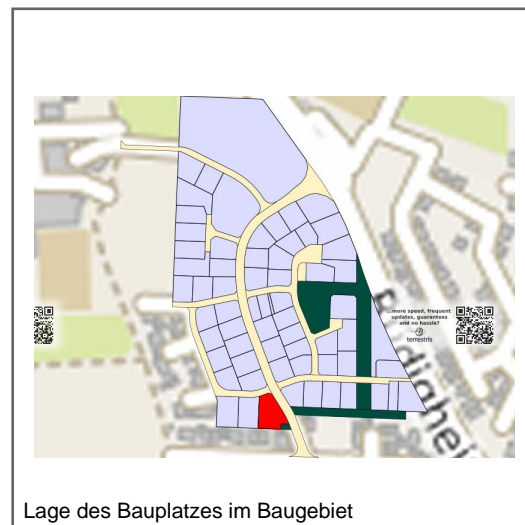 ...more speed, frequent
updates, guarantees
and no hassle?
terrestris
Lage des Bauplatzes im Baugebiet